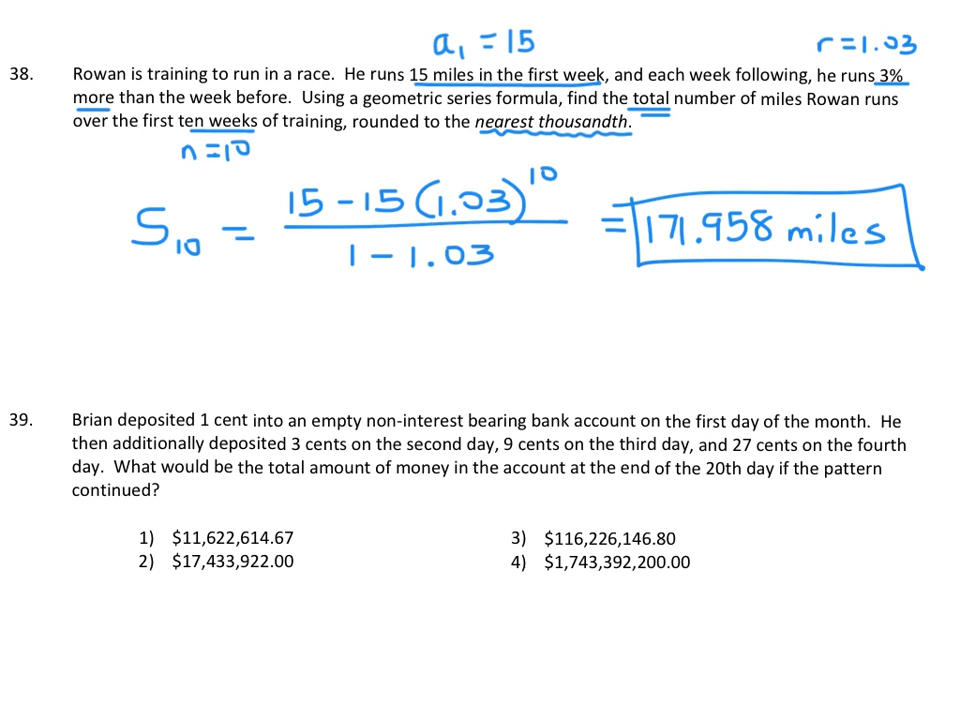 a₁ = 15 r = 1.03
38. Rowan is training to run in a race. He runs 15 miles in the first week, and each week following, he runs 3%
more than the week before. Using a geometric series formula, find the total number of miles Rowan runs
over the first ten weeks of training, rounded to the nearest thousandth.
n = 10
S₁₀ = (15 - 15(1.03)¹⁰) / (1 - 1.03) = 171.958 miles
39. Brian deposited 1 cent into an empty non-interest bearing bank account on the first day of the month. He
then additionally deposited 3 cents on the second day, 9 cents on the third day, and 27 cents on the fourth
day. What would be the total amount of money in the account at the end of the 20th day if the pattern
continued?
1) $11,622,614.67 3) $116,226,146.80
2) $17,433,922.00 4) $1,743,392,200.00